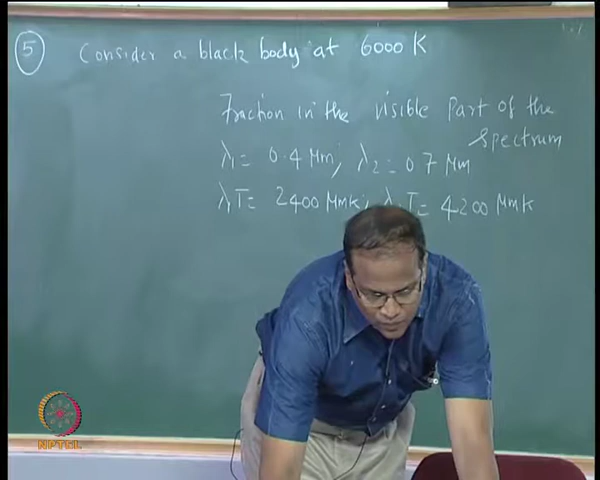 5 Consider a black body at 6000 K
Fraction in the visible part of the
spectrum
λ1 = 0.4 μm; λ2 = 0.7 μm
λ1T = 2400 μmk; λ2T = 4200 μmk
NPTEL